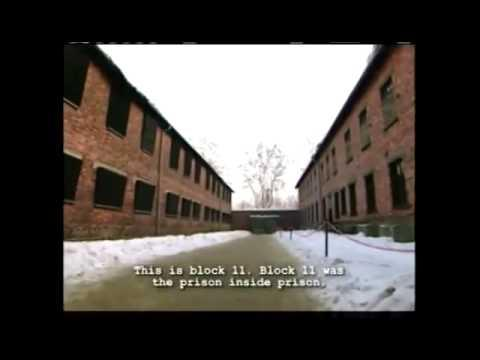 This is block 11. Block 11 was
the prison inside prison.